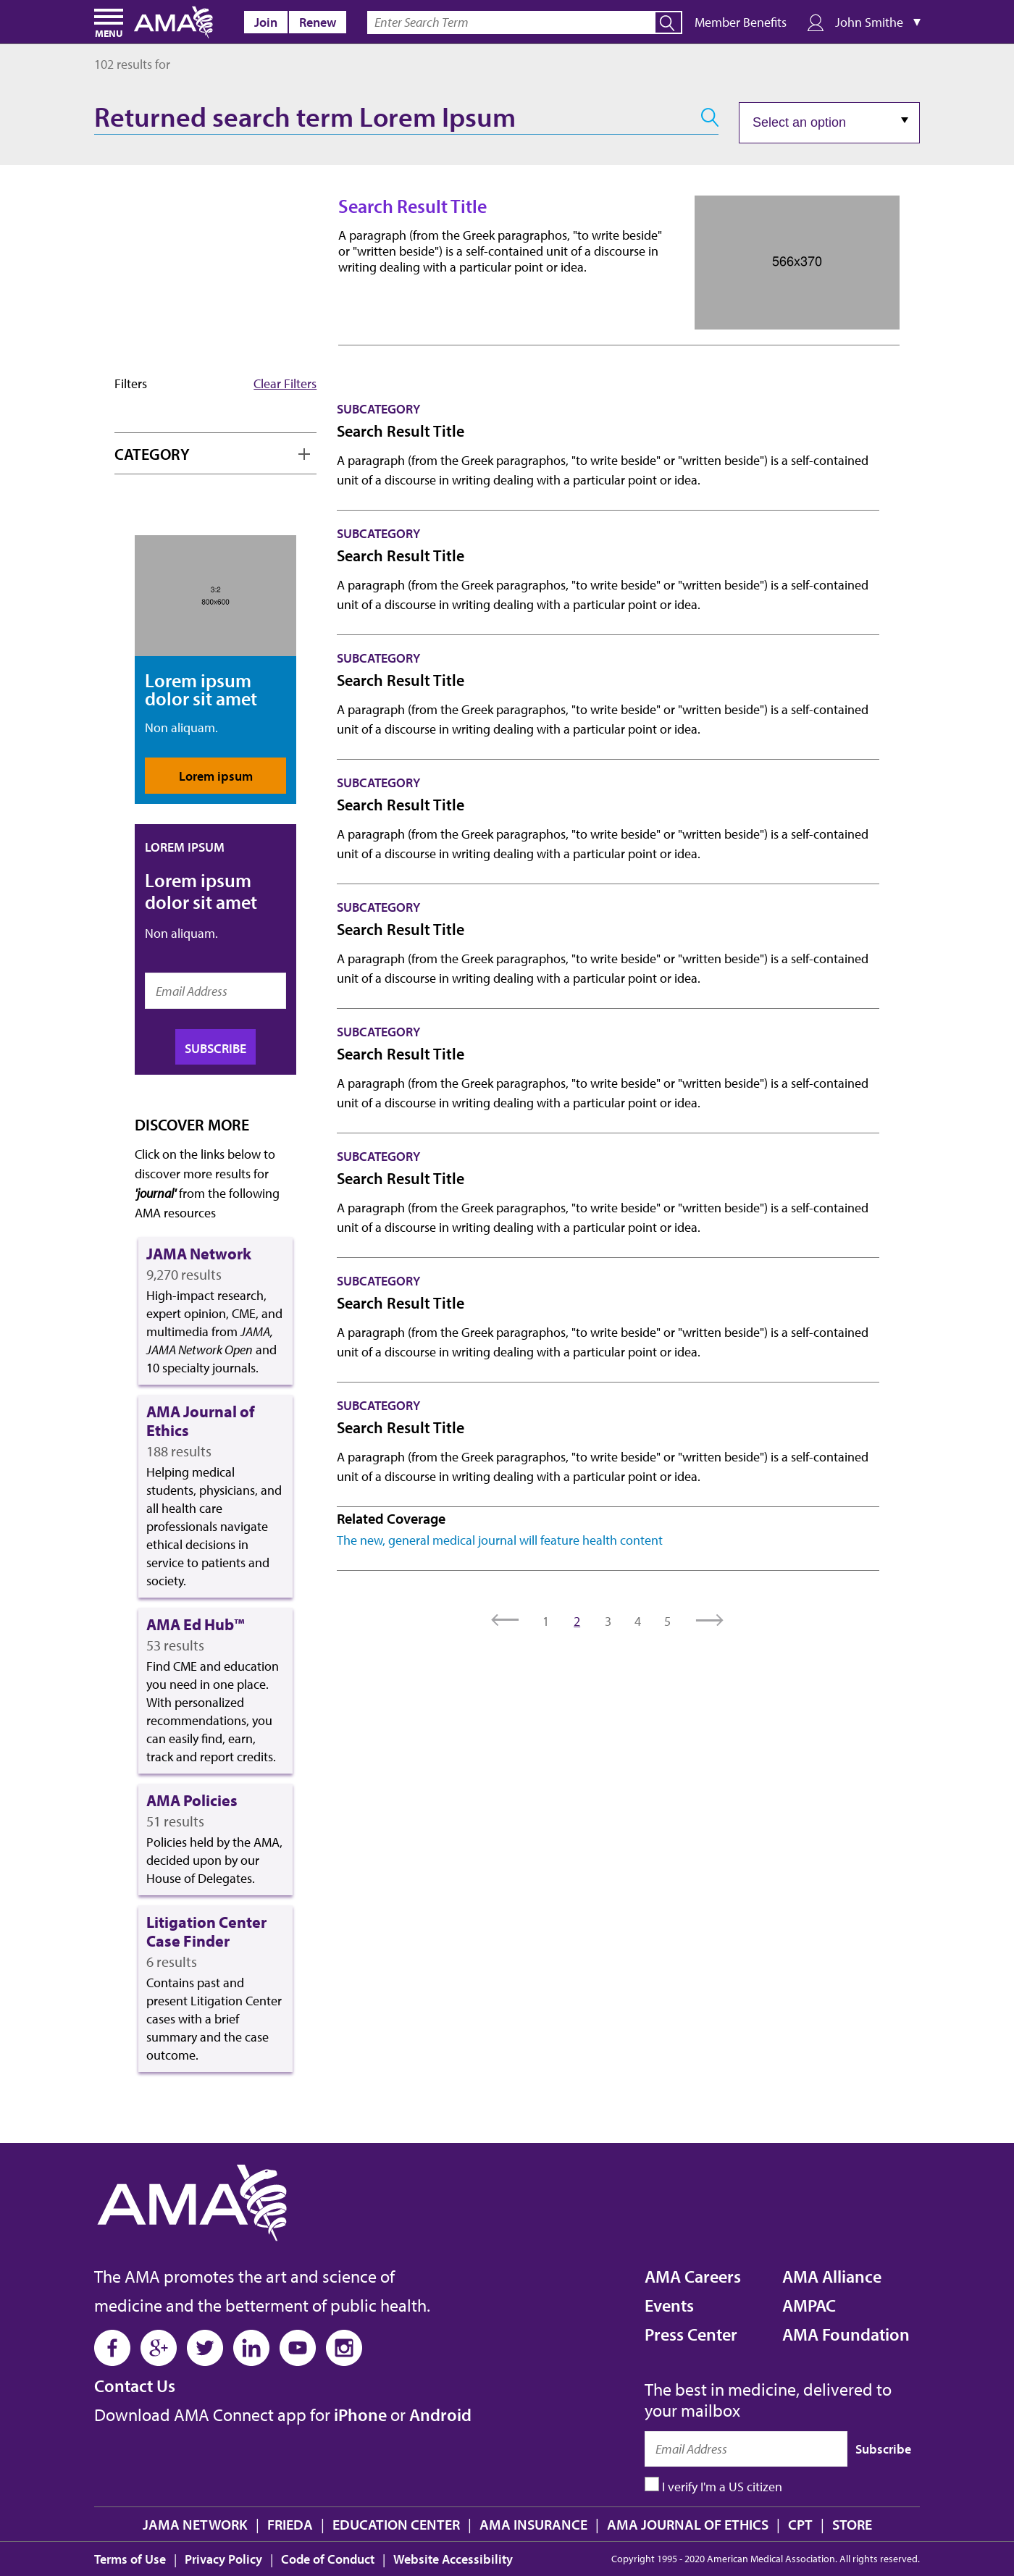 MENU
AMA
Join
Renew
Enter Search Term
Member Benefits
John Smithe
102 results for
Returned search term Lorem Ipsum
Select an option
Search Result Title
A paragraph (from the Greek paragraphos, "to write beside"
or "written beside") is a self-contained unit of a discourse in
writing dealing with a particular point or idea.
566x370
Filters
Clear Filters
CATEGORY
3:2
800x600
Lorem ipsum
dolor sit amet
Non aliquam.
Lorem ipsum
LOREM IPSUM
Lorem ipsum
dolor sit amet
Non aliquam.
Email Address
SUBSCRIBE
DISCOVER MORE
Click on the links below to
discover more results for
'journal' from the following
AMA resources
JAMA Network
9,270 results
High-impact research,
expert opinion, CME, and
multimedia from JAMA,
JAMA Network Open and
10 specialty journals.
AMA Journal of
Ethics
188 results
Helping medical
students, physicians, and
all health care
professionals navigate
ethical decisions in
service to patients and
society.
AMA Ed Hub™
53 results
Find CME and education
you need in one place.
With personalized
recommendations, you
can easily find, earn,
track and report credits.
AMA Policies
51 results
Policies held by the AMA,
decided upon by our
House of Delegates.
Litigation Center
Case Finder
6 results
Contains past and
present Litigation Center
cases with a brief
summary and the case
outcome.
SUBCATEGORY
Search Result Title
A paragraph (from the Greek paragraphos, "to write beside" or "written beside") is a self-contained
unit of a discourse in writing dealing with a particular point or idea.
SUBCATEGORY
Search Result Title
A paragraph (from the Greek paragraphos, "to write beside" or "written beside") is a self-contained
unit of a discourse in writing dealing with a particular point or idea.
SUBCATEGORY
Search Result Title
A paragraph (from the Greek paragraphos, "to write beside" or "written beside") is a self-contained
unit of a discourse in writing dealing with a particular point or idea.
SUBCATEGORY
Search Result Title
A paragraph (from the Greek paragraphos, "to write beside" or "written beside") is a self-contained
unit of a discourse in writing dealing with a particular point or idea.
SUBCATEGORY
Search Result Title
A paragraph (from the Greek paragraphos, "to write beside" or "written beside") is a self-contained
unit of a discourse in writing dealing with a particular point or idea.
SUBCATEGORY
Search Result Title
A paragraph (from the Greek paragraphos, "to write beside" or "written beside") is a self-contained
unit of a discourse in writing dealing with a particular point or idea.
SUBCATEGORY
Search Result Title
A paragraph (from the Greek paragraphos, "to write beside" or "written beside") is a self-contained
unit of a discourse in writing dealing with a particular point or idea.
SUBCATEGORY
Search Result Title
A paragraph (from the Greek paragraphos, "to write beside" or "written beside") is a self-contained
unit of a discourse in writing dealing with a particular point or idea.
SUBCATEGORY
Search Result Title
A paragraph (from the Greek paragraphos, "to write beside" or "written beside") is a self-contained
unit of a discourse in writing dealing with a particular point or idea.
Related Coverage
The new, general medical journal will feature health content
1 2 3 4 5
AMA
The AMA promotes the art and science of
medicine and the betterment of public health.
Contact Us
Download AMA Connect app for iPhone or Android
AMA Careers
Events
Press Center
AMA Alliance
AMPAC
AMA Foundation
The best in medicine, delivered to
your mailbox
Email Address
Subscribe
I verify I'm a US citizen
JAMA NETWORK | FRIEDA | EDUCATION CENTER | AMA INSURANCE | AMA JOURNAL OF ETHICS | CPT | STORE
Terms of Use | Privacy Policy | Code of Conduct | Website Accessibility
Copyright 1995 - 2020 American Medical Association. All rights reserved.